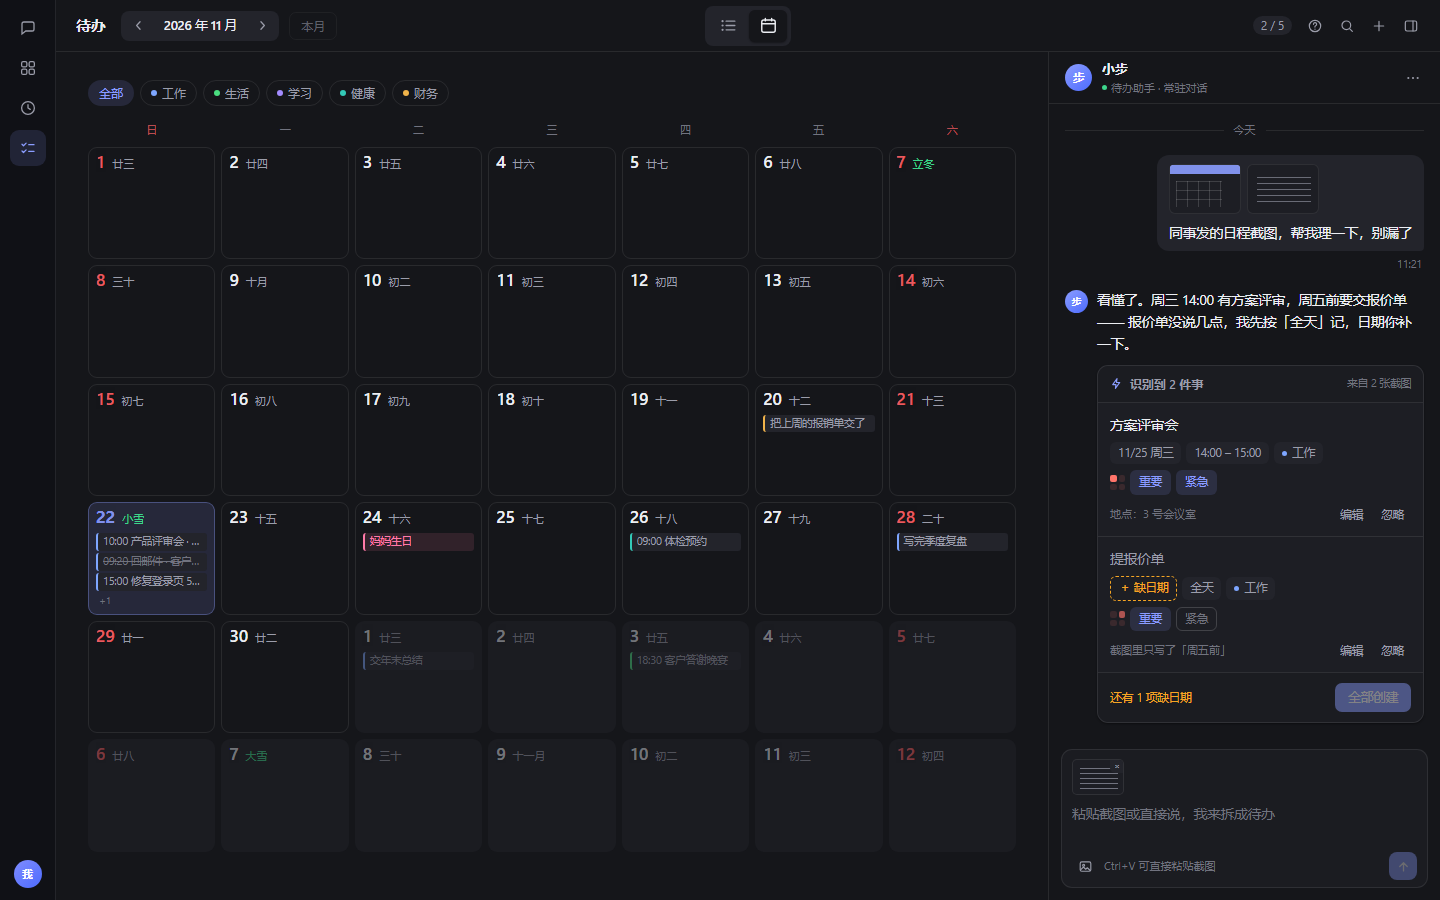 待办
2026 年 11 月
本月
2 / 5
全部
工作
生活
学习
健康
财务
日 一 二 三 四 五 六
1 廿三
2 廿四
3 廿五
4 廿六
5 廿七
6 廿八
7 立冬
8 三十
9 十月
10 初二
11 初三
12 初四
13 初五
14 初六
15 初七
16 初八
17 初九
18 初十
19 十一
20 十二
把上周的报销单交了
21 十三
22 小雪
10:00 产品评审会 · ...
09:20 回邮件 · 客户...
15:00 修复登录页 5...
+1
23 十五
24 十六
妈妈生日
25 十七
26 十八
09:00 体检预约
27 十九
28 二十
写完季度复盘
29 廿一
30 廿二
1 廿三
交年末总结
2 廿四
3 廿五
18:30 客户答谢晚宴
4 廿六
5 廿七
6 廿八
7 大雪
8 三十
9 十一月
10 初二
11 初三
12 初四
我
步
小步
待办助手 · 常驻对话
今天
同事发的日程截图，帮我理一下，别漏了
11:21
步
看懂了。周三 14:00 有方案评审，周五前要交报价单
—— 报价单没说几点，我先按「全天」记，日期你补
一下。
识别到 2 件事
来自 2 张截图
方案评审会
11/25 周三
14:00 – 15:00
工作
重要
紧急
地点：3 号会议室
编辑
忽略
提报价单
+ 缺日期
全天
工作
重要
紧急
截图里只写了「周五前」
编辑
忽略
还有 1 项缺日期
全部创建
粘贴截图或直接说，我来拆成待办
Ctrl+V 可直接粘贴截图